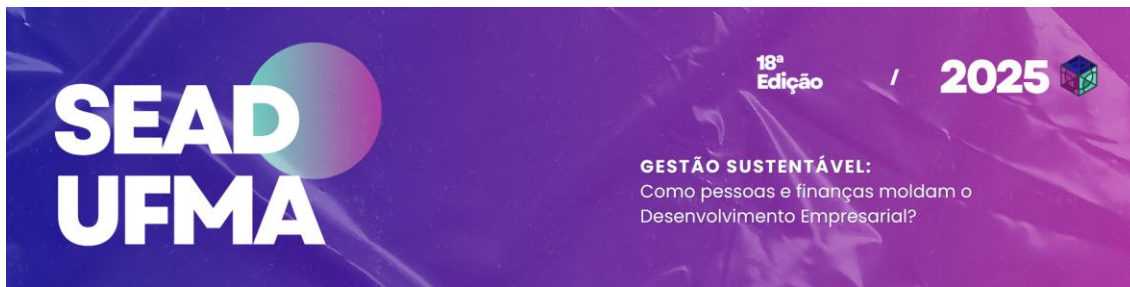 SEAD
UFMA
18ª
Edição
/
2025
GESTÃO SUSTENTÁVEL:
Como pessoas e finanças moldam o
Desenvolvimento Empresarial?